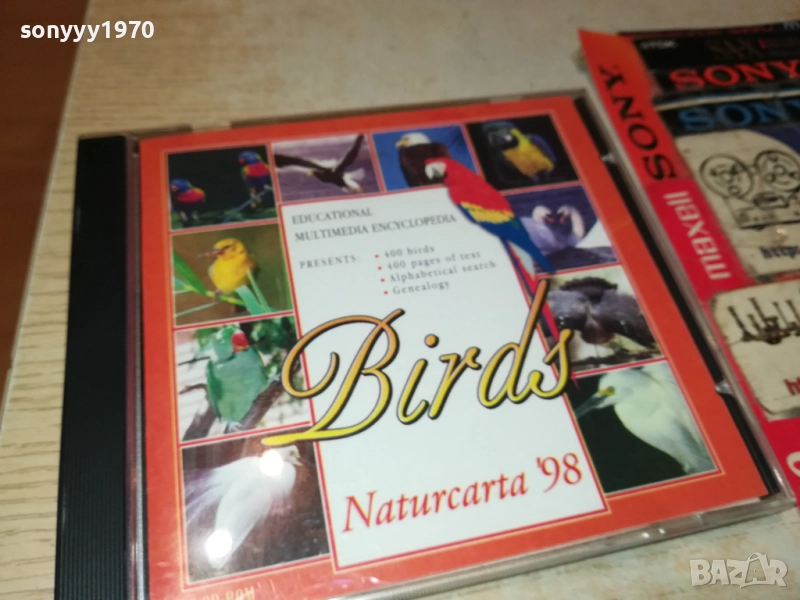 sonyyy1970
EDUCATIONAL
MULTIMEDIA ENCYCLOPEDIA
PRESENTS:
• 400 birds
• 400 pages of text
• Alphabetical search
• Genealogy
Birds
Naturcarta '98
SONY
maxell
SONY
SONY
BAZAR